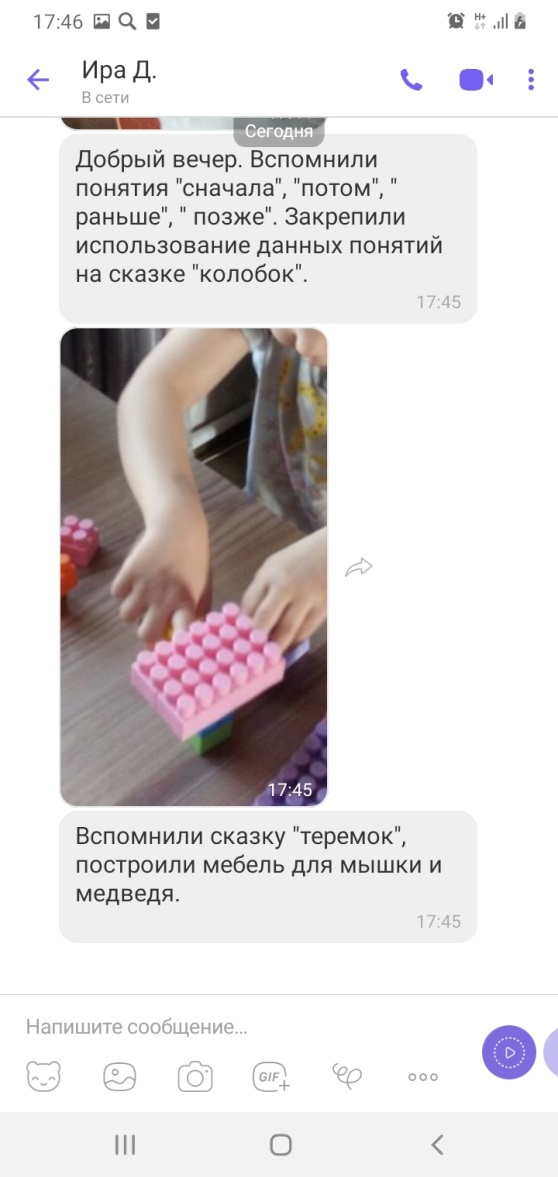 17:46
H+
Ира Д.
В сети
Сегодня
Добрый вечер. Вспомнили
понятия "сначала", "потом", "
раньше", " позже". Закрепили
использование данных понятий
на сказке "колобок".
17:45
17:45
Вспомнили сказку "теремок",
построили мебель для мышки и
медведя.
17:45
Напишите сообщение...
GIF